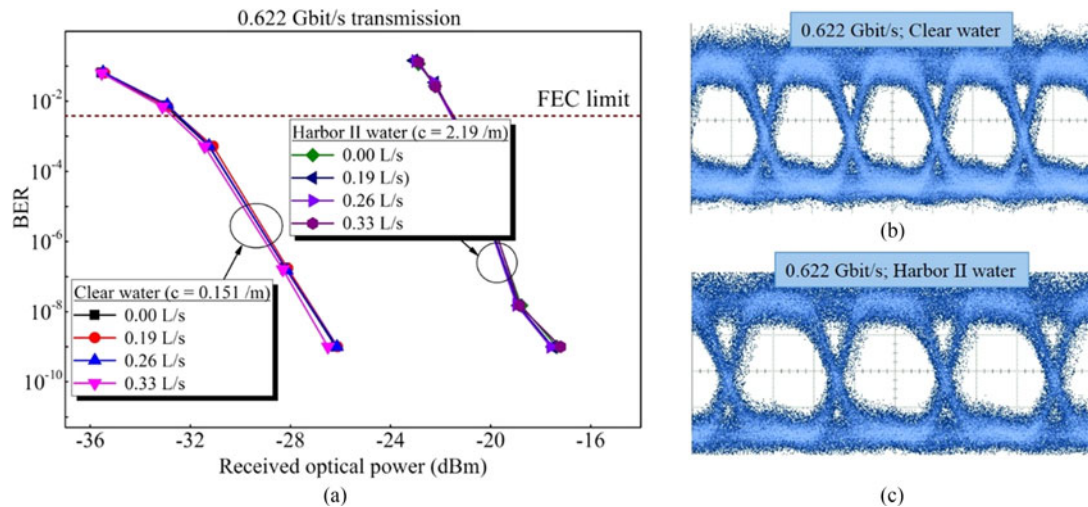 0.622 Gbit/s transmission
BER
10^-2
10^-4
10^-6
10^-8
10^-10
FEC limit
Harbor II water (c = 2.19 /m)
0.00 L/s
0.19 L/s)
0.26 L/s
0.33 L/s
Clear water (c = 0.151 /m)
0.00 L/s
0.19 L/s
0.26 L/s
0.33 L/s
-36 -32 -28 -24 -20 -16
Received optical power (dBm)
(a)
0.622 Gbit/s; Clear water
(b)
0.622 Gbit/s; Harbor II water
(c)